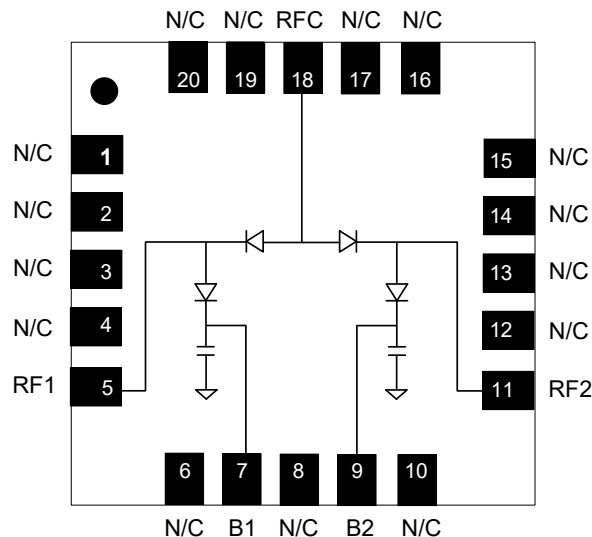 N/C N/C RFC N/C N/C
20 19 18 17 16
N/C 1 15 N/C
N/C 2 14 N/C
N/C 3 13 N/C
N/C 4 12 N/C
RF1 5 11 RF2
6 7 8 9 10
N/C B1 N/C B2 N/C